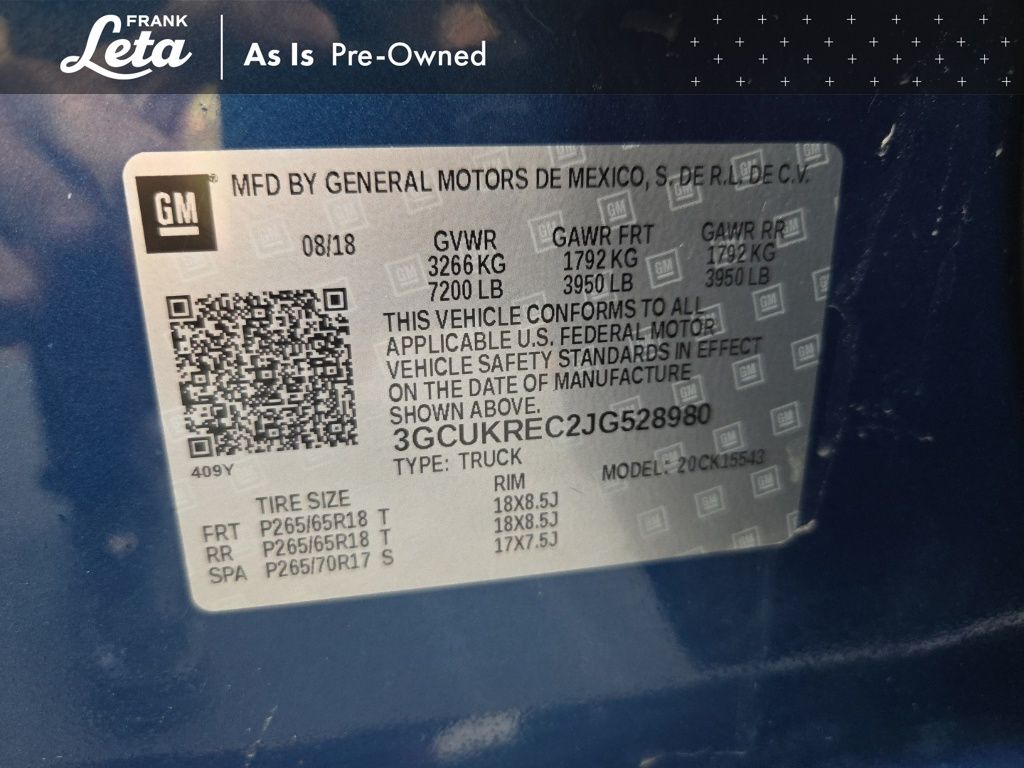 FRANK
Leta
As Is Pre-Owned
GM
MFD BY GENERAL MOTORS DE MEXICO, S. DE R.L. DE C.V.
08/18 GVWR GAWR FRT GAWR RR
3266 KG 1792 KG 1792 KG
7200 LB 3950 LB 3950 LB
THIS VEHICLE CONFORMS TO ALL
APPLICABLE U.S. FEDERAL MOTOR
VEHICLE SAFETY STANDARDS IN EFFECT
ON THE DATE OF MANUFACTURE
SHOWN ABOVE.
3GCUKREC2JG528980
409Y
TYPE: TRUCK MODEL: 20CK15543
TIRE SIZE RIM
FRT P265/65R18 T 18X8.5J
RR P265/65R18 T 18X8.5J
SPA P265/70R17 S 17X7.5J